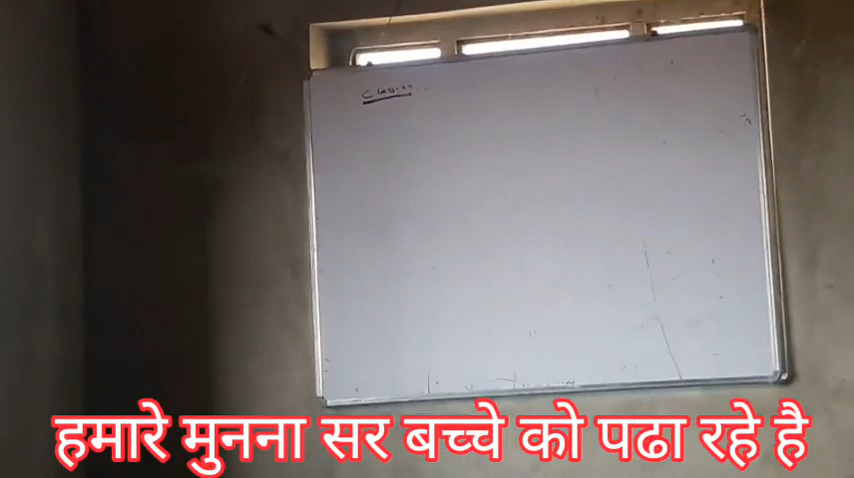 हमारे मुनना सर बच्चे को पढा रहे है